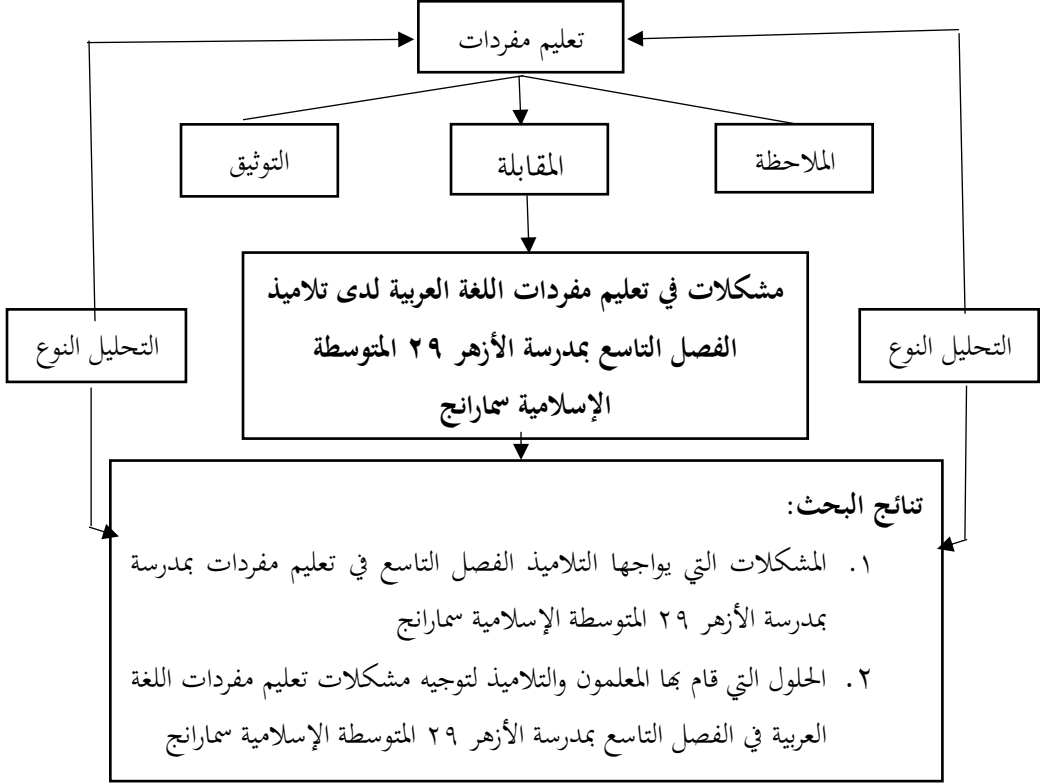 تعليم مفردات
الملاحظة
المقابلة
التوثيق
مشكلات في تعليم مفردات اللغة العربية لدى تلاميذ
الفصل التاسع بمدرسة الأزهر ٢٩ المتوسطة
الإسلامية سمارانج
التحليل النوع
التحليل النوع
تنائج البحث:
١. المشكلات التي يواجها التلاميذ الفصل التاسع في تعليم مفردات بمدرسة
بمدرسة الأزهر ٢٩ المتوسطة الإسلامية سمارانج
٢. الحلول التي قام بها المعلمون والتلاميذ لتوجيه مشكلات تعليم مفردات اللغة
العربية في الفصل التاسع بمدرسة الأزهر ٢٩ المتوسطة الإسلامية سمارانج